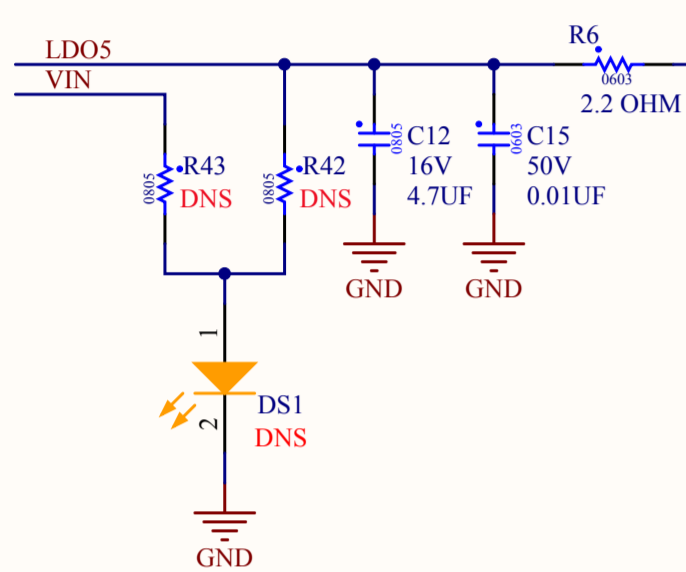 LDO5
VIN
R6
0603
2.2 OHM
0805
R43
DNS
0805
R42
DNS
0805
C12
16V
4.7UF
0603
C15
50V
0.01UF
GND
GND
1
DS1
2
DNS
GND